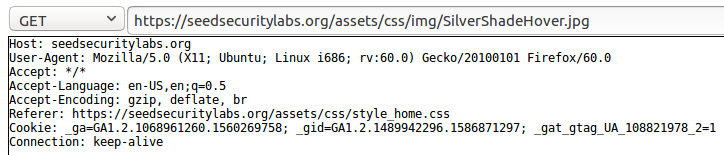 GET https://seedsecuritylabs.org/assets/css/img/SilverShadeHover.jpg
Host: seedsecuritylabs.org
User-Agent: Mozilla/5.0 (X11; Ubuntu; Linux i686; rv:60.0) Gecko/20100101 Firefox/60.0
Accept: */*
Accept-Language: en-US,en;q=0.5
Accept-Encoding: gzip, deflate, br
Referer: https://seedsecuritylabs.org/assets/css/style_home.css
Cookie: _ga=GA1.2.1068961260.1560269758; _gid=GA1.2.1489942296.1586871297; _gat_gtag_UA_108821978_2=1
Connection: keep-alive